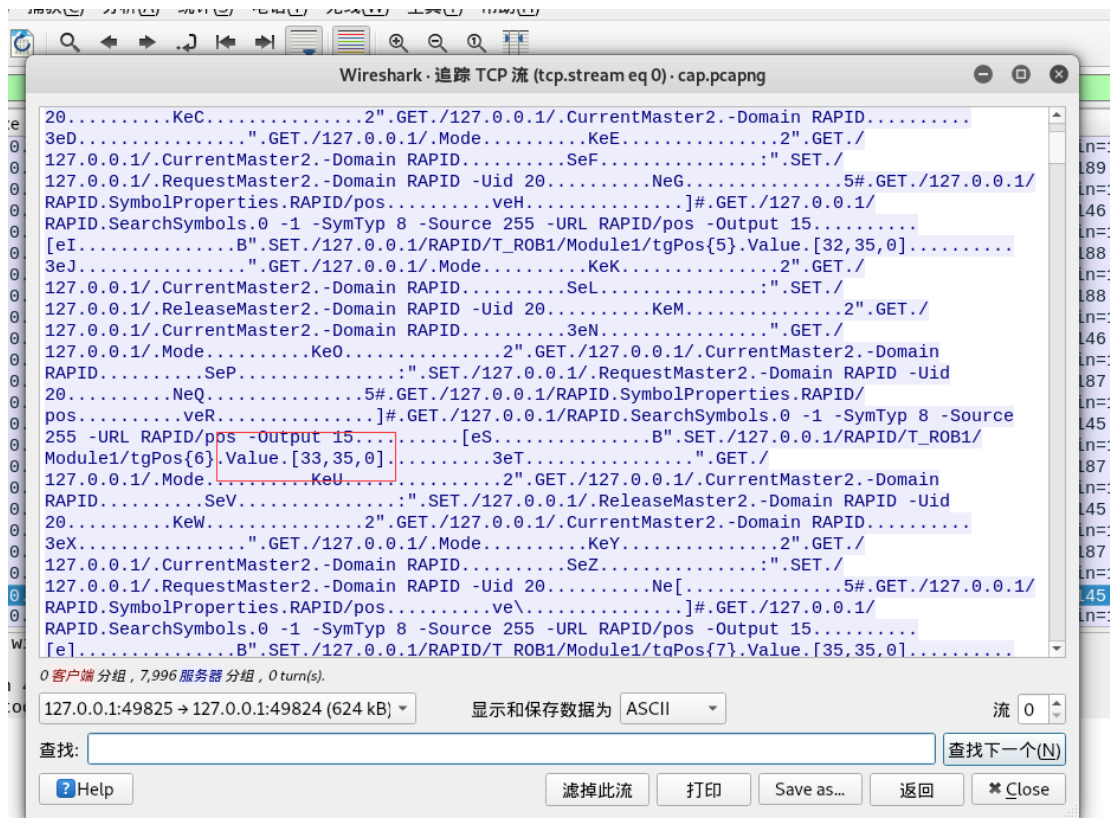 捕获(C) 分析(A) 统计(S) 电话(Y) 无线(W) 工具(T) 帮助(H)
Wireshark · 追踪 TCP 流 (tcp.stream eq 0) · cap.pcapng
20..........KeC...............2".GET./127.0.0.1/.CurrentMaster2.-Domain RAPID..........
3eD................".GET./127.0.0.1/.Mode..........KeE...............2".GET./
127.0.0.1/.CurrentMaster2.-Domain RAPID..........SeF...............:".SET./
127.0.0.1/.RequestMaster2.-Domain RAPID -Uid 20..........NeG...............5#.GET./127.0.0.1/
RAPID.SymbolProperties.RAPID/pos..........veH...............]#.GET./127.0.0.1/
RAPID.SearchSymbols.0 -1 -SymTyp 8 -Source 255 -URL RAPID/pos -Output 15..........
[eI...............B".SET./127.0.0.1/RAPID/T_ROB1/Module1/tgPos{5}.Value.[32,35,0]..........
3eJ................".GET./127.0.0.1/.Mode..........KeK...............2".GET./
127.0.0.1/.CurrentMaster2.-Domain RAPID..........SeL...............:".SET./
127.0.0.1/.ReleaseMaster2.-Domain RAPID -Uid 20..........KeM...............2".GET./
127.0.0.1/.CurrentMaster2.-Domain RAPID..........3eN................".GET./
127.0.0.1/.Mode..........KeO...............2".GET./127.0.0.1/.CurrentMaster2.-Domain
RAPID..........SeP...............:".SET./127.0.0.1/.RequestMaster2.-Domain RAPID -Uid
20..........NeQ...............5#.GET./127.0.0.1/RAPID.SymbolProperties.RAPID/
pos..........veR...............]#.GET./127.0.0.1/RAPID.SearchSymbols.0 -1 -SymTyp 8 -Source
255 -URL RAPID/pos -Output 15..........[eS...............B".SET./127.0.0.1/RAPID/T_ROB1/
Module1/tgPos{6}.Value.[33,35,0]..........3eT................".GET./
127.0.0.1/.Mode..........KeU...............2".GET./127.0.0.1/.CurrentMaster2.-Domain
RAPID..........SeV...............:".SET./127.0.0.1/.ReleaseMaster2.-Domain RAPID -Uid
20..........KeW...............2".GET./127.0.0.1/.CurrentMaster2.-Domain RAPID..........
3eX................".GET./127.0.0.1/.Mode..........KeY...............2".GET./
127.0.0.1/.CurrentMaster2.-Domain RAPID..........SeZ...............:".SET./
127.0.0.1/.RequestMaster2.-Domain RAPID -Uid 20..........Ne[...............5#.GET./127.0.0.1/
RAPID.SymbolProperties.RAPID/pos..........ve\...............]#.GET./127.0.0.1/
RAPID.SearchSymbols.0 -1 -SymTyp 8 -Source 255 -URL RAPID/pos -Output 15..........
[e]...............B".SET./127.0.0.1/RAPID/T_ROB1/Module1/tgPos{7}.Value.[35,35,0]..........
0 客户端 分组，7,996 服务器 分组，0 turn(s).
127.0.0.1:49825 → 127.0.0.1:49824 (624 kB) 显示和保存数据为 ASCII 流 0
查找: 查找下一个(N)
Help 滤掉此流 打印 Save as... 返回 Close